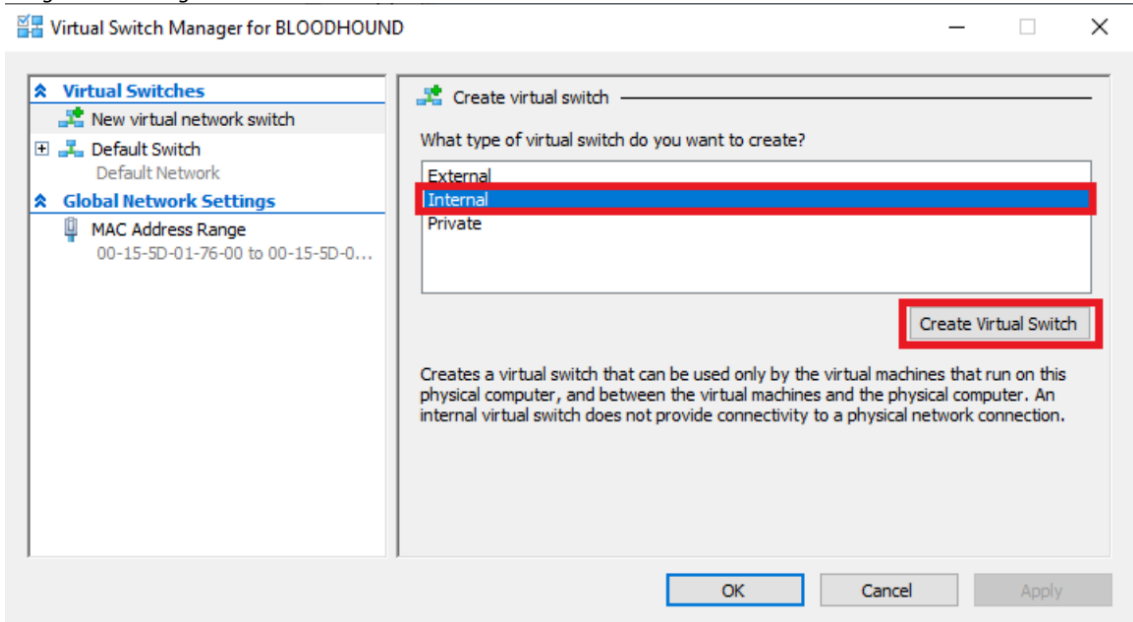 Virtual Switch Manager for BLOODHOUND
Virtual Switches
New virtual network switch
Default Switch
Default Network
Global Network Settings
MAC Address Range
00-15-5D-01-76-00 to 00-15-5D-0...
Create virtual switch
What type of virtual switch do you want to create?
External
Internal
Private
Create Virtual Switch
Creates a virtual switch that can be used only by the virtual machines that run on this
physical computer, and between the virtual machines and the physical computer. An
internal virtual switch does not provide connectivity to a physical network connection.
OK
Cancel
Apply